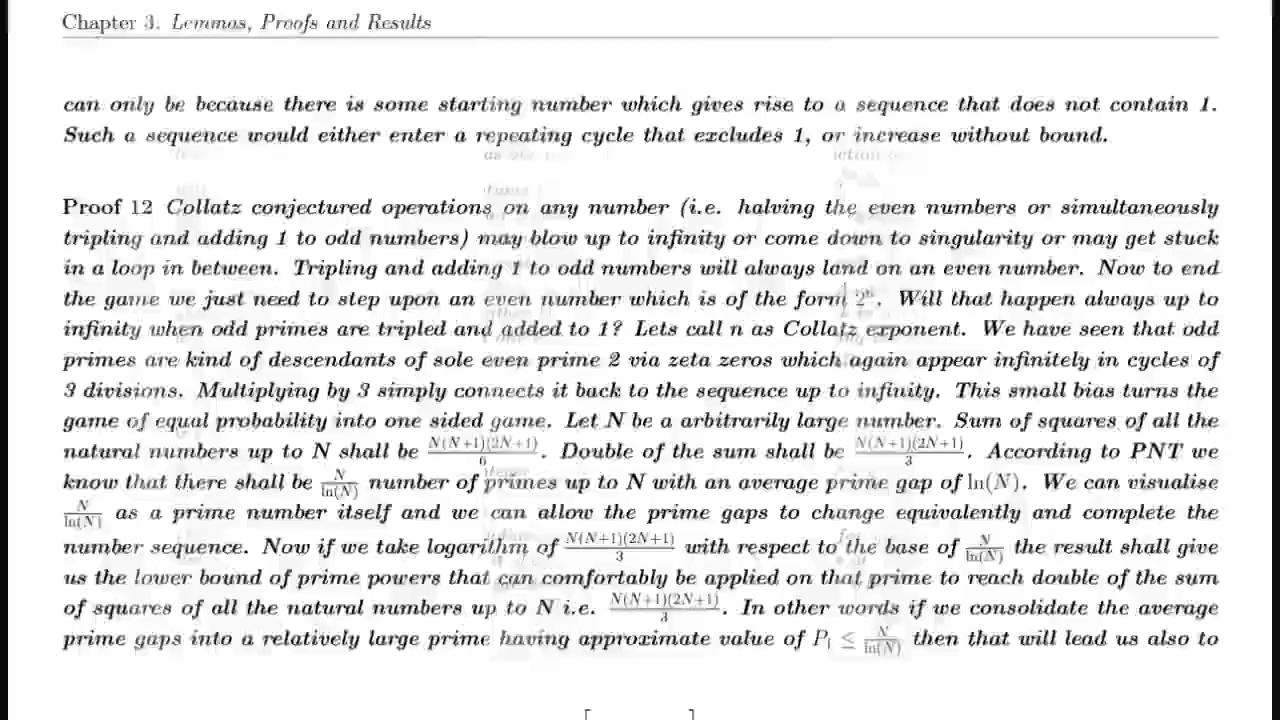 Chapter 3. Lemmas, Proofs and Results
can only be because there is some starting number which gives rise to a sequence that does not contain 1.
Such a sequence would either enter a repeating cycle that excludes 1, or increase without bound.
Proof 12 Collatz conjectured operations on any number (i.e. halving the even numbers or simultaneously
tripling and adding 1 to odd numbers) may blow up to infinity or come down to singularity or may get stuck
in a loop in between. Tripling and adding 1 to odd numbers will always land on an even number. Now to end
the game we just need to step upon an even number which is of the form 2ⁿ. Will that happen always up to
infinity when odd primes are tripled and added to 1? Lets call n as Collatz exponent. We have seen that odd
primes are kind of descendants of sole even prime 2 via zeta zeros which again appear infinitely in cycles of
3 divisions. Multiplying by 3 simply connects it back to the sequence up to infinity. This small bias turns the
game of equal probability into one sided game. Let N be a arbitrarily large number. Sum of squares of all the
natural numbers up to N shall be N(N+1)(2N+1)/6. Double of the sum shall be N(N+1)(2N+1)/3. According to PNT we
know that there shall be N/ln(N) number of primes up to N with an average prime gap of ln(N). We can visualise
N/ln(N) as a prime number itself and we can allow the prime gaps to change equivalently and complete the
number sequence. Now if we take logarithm of N(N+1)(2N+1)/3 with respect to the base of N/ln(N) the result shall give
us the lower bound of prime powers that can comfortably be applied on that prime to reach double of the sum
of squares of all the natural numbers up to N i.e. N(N+1)(2N+1)/3. In other words if we consolidate the average
prime gaps into a relatively large prime having approximate value of P₁ ≤ N/ln(N) then that will lead us also to